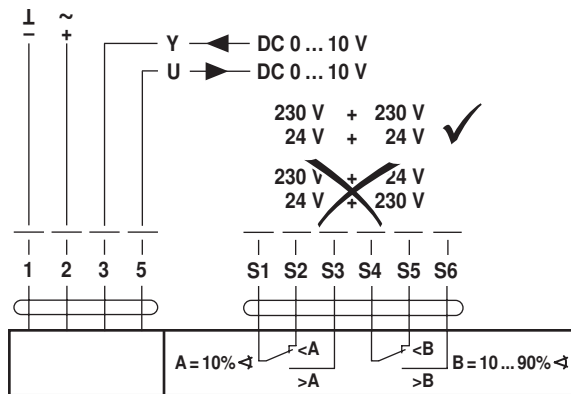 ⊥ ~
– +
Y DC 0 ... 10 V
U DC 0 ... 10 V
230 V + 230 V
24 V + 24 V
230 V + 24 V
24 V + 230 V
1 2 3 5 S1 S2 S3 S4 S5 S6
A = 10% ∢ <A <B B = 10 ... 90% ∢
>A >B